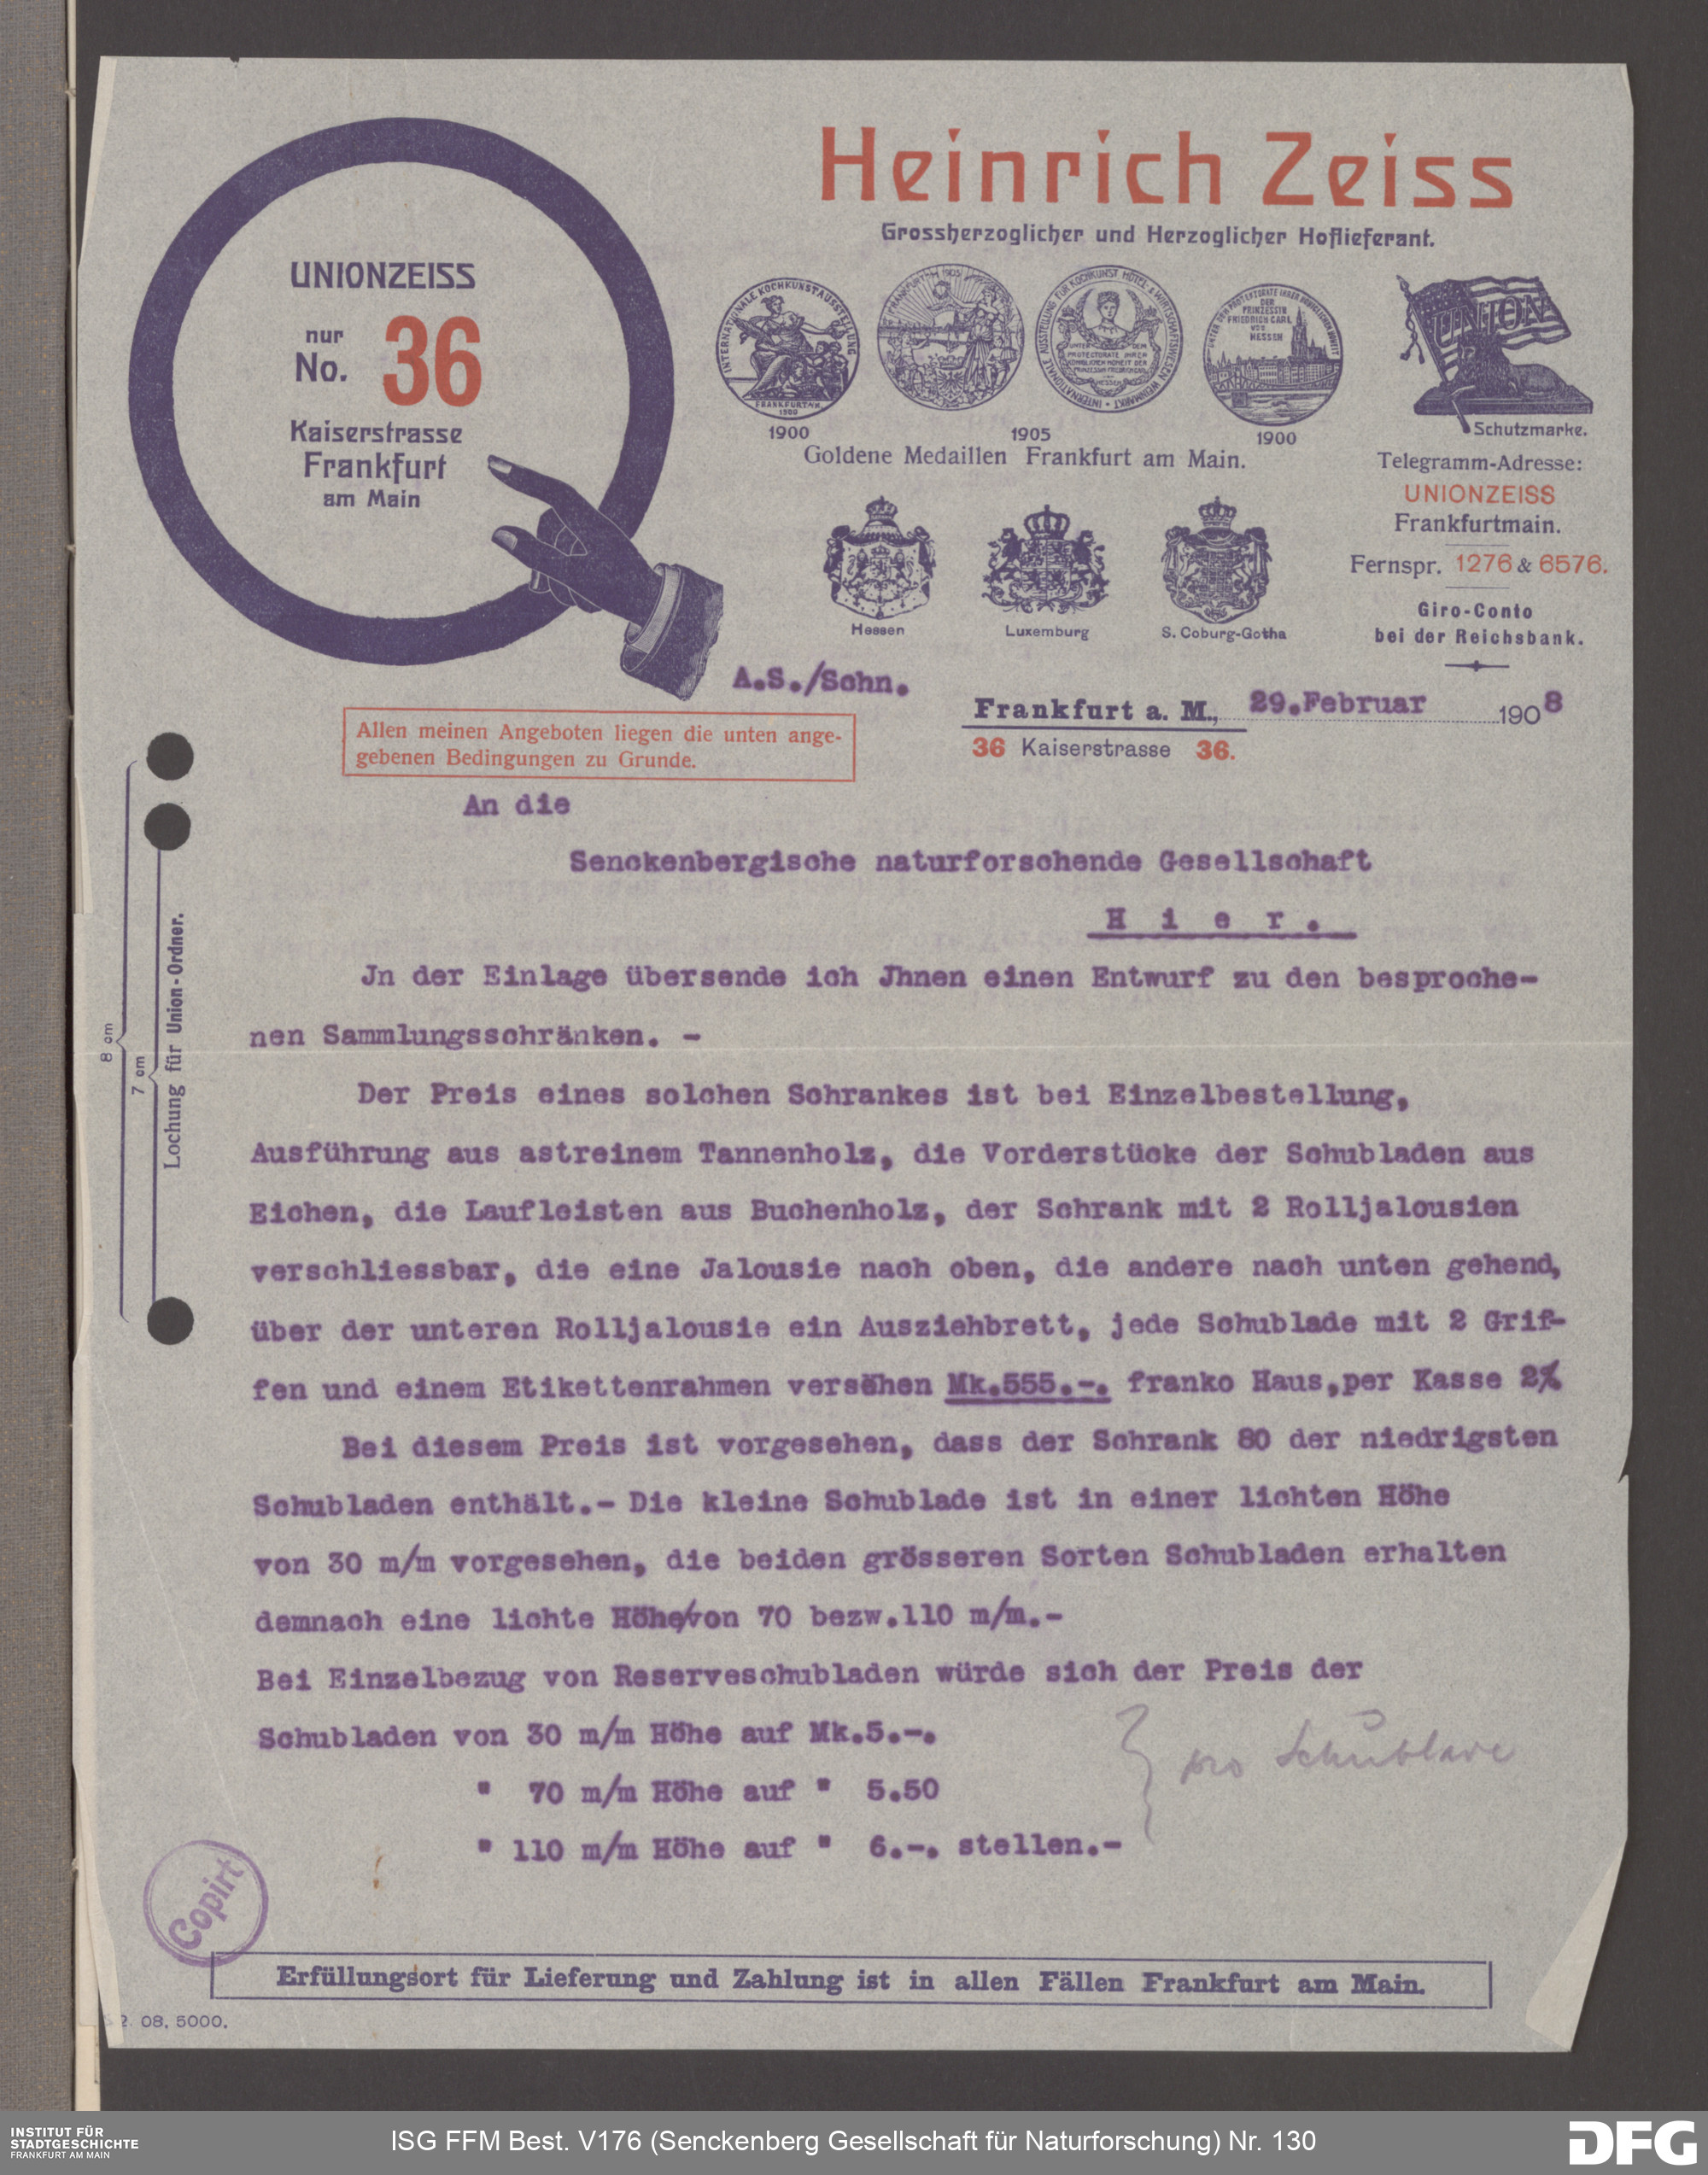 Heinrich Zeiss
Grossherzoglicher und Herzoglicher Hoflieferant.
UNIONZEISS
nur
No. 36
Kaiserstrasse
Frankfurt
am Main
INTERNATIONALE KOCHKUNSTAUSSTELLUNG
FRANKFURT A/M.
1900
UNION
1900
1905
1900
Goldene Medaillen Frankfurt am Main.
Schutzmarke.
Telegramm-Adresse:
UNIONZEISS
Frankfurtmain.
Fernspr. 1276 & 6576.
Giro-Conto
bei der Reichsbank.
Hessen
Luxemburg
S. Coburg-Gotha
A.S./Schn.
Frankfurt a. M., 29.Februar 1908
36 Kaiserstrasse 36.
Allen meinen Angeboten liegen die unten ange-
gebenen Bedingungen zu Grunde.
An die
Senckenbergische naturforschende Gesellschaft
H i e r .
Jn der Einlage übersende ich Jhnen einen Entwurf zu den besproche-
nen Sammlungsschränken. -
Der Preis eines solchen Schrankes ist bei Einzelbestellung,
Ausführung aus astreinem Tannenholz, die Vorderstücke der Schubladen aus
Eichen, die Laufleisten aus Buchenholz, der Schrank mit 2 Rolljalousien
verschliessbar, die eine Jalousie nach oben, die andere nach unten gehend,
über der unteren Rolljalousie ein Ausziehbrett, jede Schublade mit 2 Grif-
fen und einem Etikettenrahmen versehen Mk.555.-. franko Haus,per Kasse 2%
Bei diesem Preis ist vorgesehen, dass der Schrank 80 der niedrigsten
Schubladen enthält.- Die kleine Schublade ist in einer lichten Höhe
von 30 m/m vorgesehen, die beiden grösseren Sorten Schubladen erhalten
demnach eine lichte Höhe/von 70 bezw.110 m/m.-
Bei Einzelbezug von Reserveschubladen würde sich der Preis der
Schubladen von 30 m/m Höhe auf Mk.5.-.
" 70 m/m Höhe auf " 5.50
" 110 m/m Höhe auf " 6.-. stellen.-
pro Schublade
8 cm
7 cm
Lochung für Union-Ordner.
Copirt
Erfüllungsort für Lieferung und Zahlung ist in allen Fällen Frankfurt am Main.
2. 08. 5000.
INSTITUT FÜR
STADTGESCHICHTE
FRANKFURT AM MAIN
ISG FFM Best. V176 (Senckenberg Gesellschaft für Naturforschung) Nr. 130
DFG